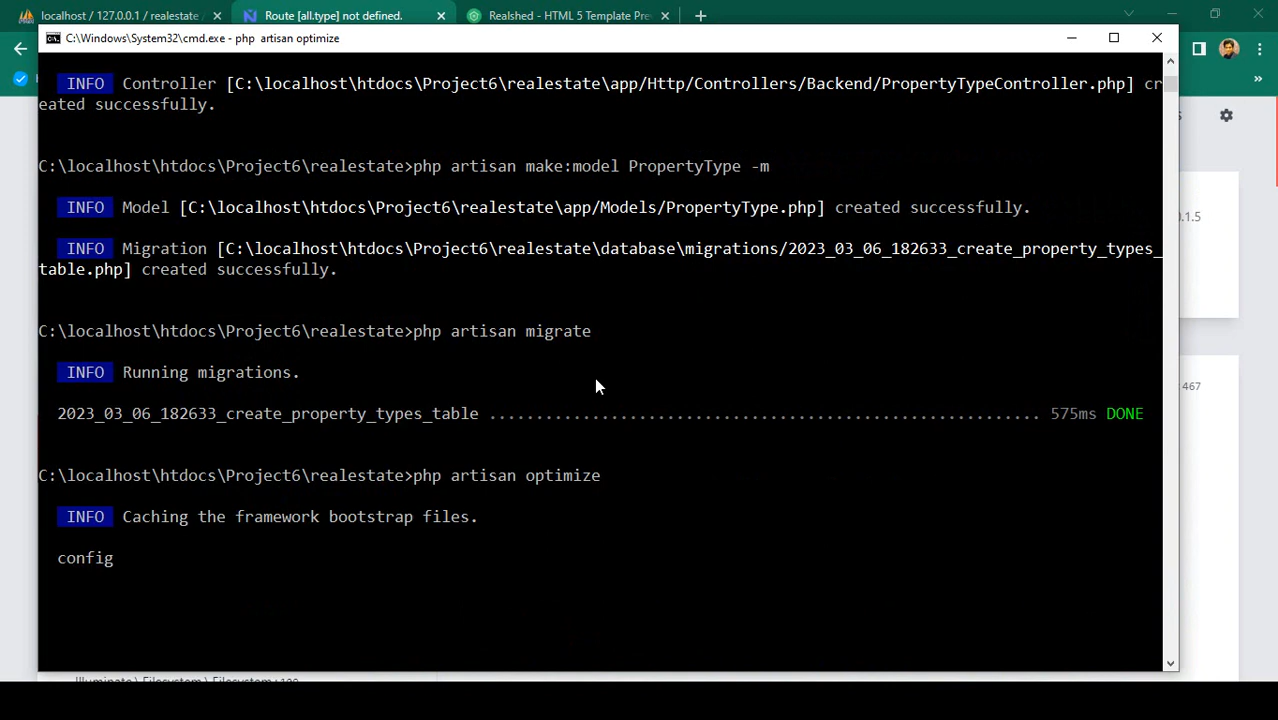 localhost / 127.0.0.1 / realestate
Route [all.type] not defined.
Realshed - HTML 5 Template Pre
C:\Windows\System32\cmd.exe - php artisan optimize
INFO Controller [C:\localhost\htdocs\Project6\realestate\app/Http/Controllers/Backend/PropertyTypeController.php] cr
eated successfully.
C:\localhost\htdocs\Project6\realestate>php artisan make:model PropertyType -m
INFO Model [C:\localhost\htdocs\Project6\realestate\app/Models/PropertyType.php] created successfully.
INFO Migration [C:\localhost\htdocs\Project6\realestate\database\migrations/2023_03_06_182633_create_property_types_
table.php] created successfully.
C:\localhost\htdocs\Project6\realestate>php artisan migrate
INFO Running migrations.
2023_03_06_182633_create_property_types_table ........................................................... 575ms DONE
C:\localhost\htdocs\Project6\realestate>php artisan optimize
INFO Caching the framework bootstrap files.
config
0.1.5
467